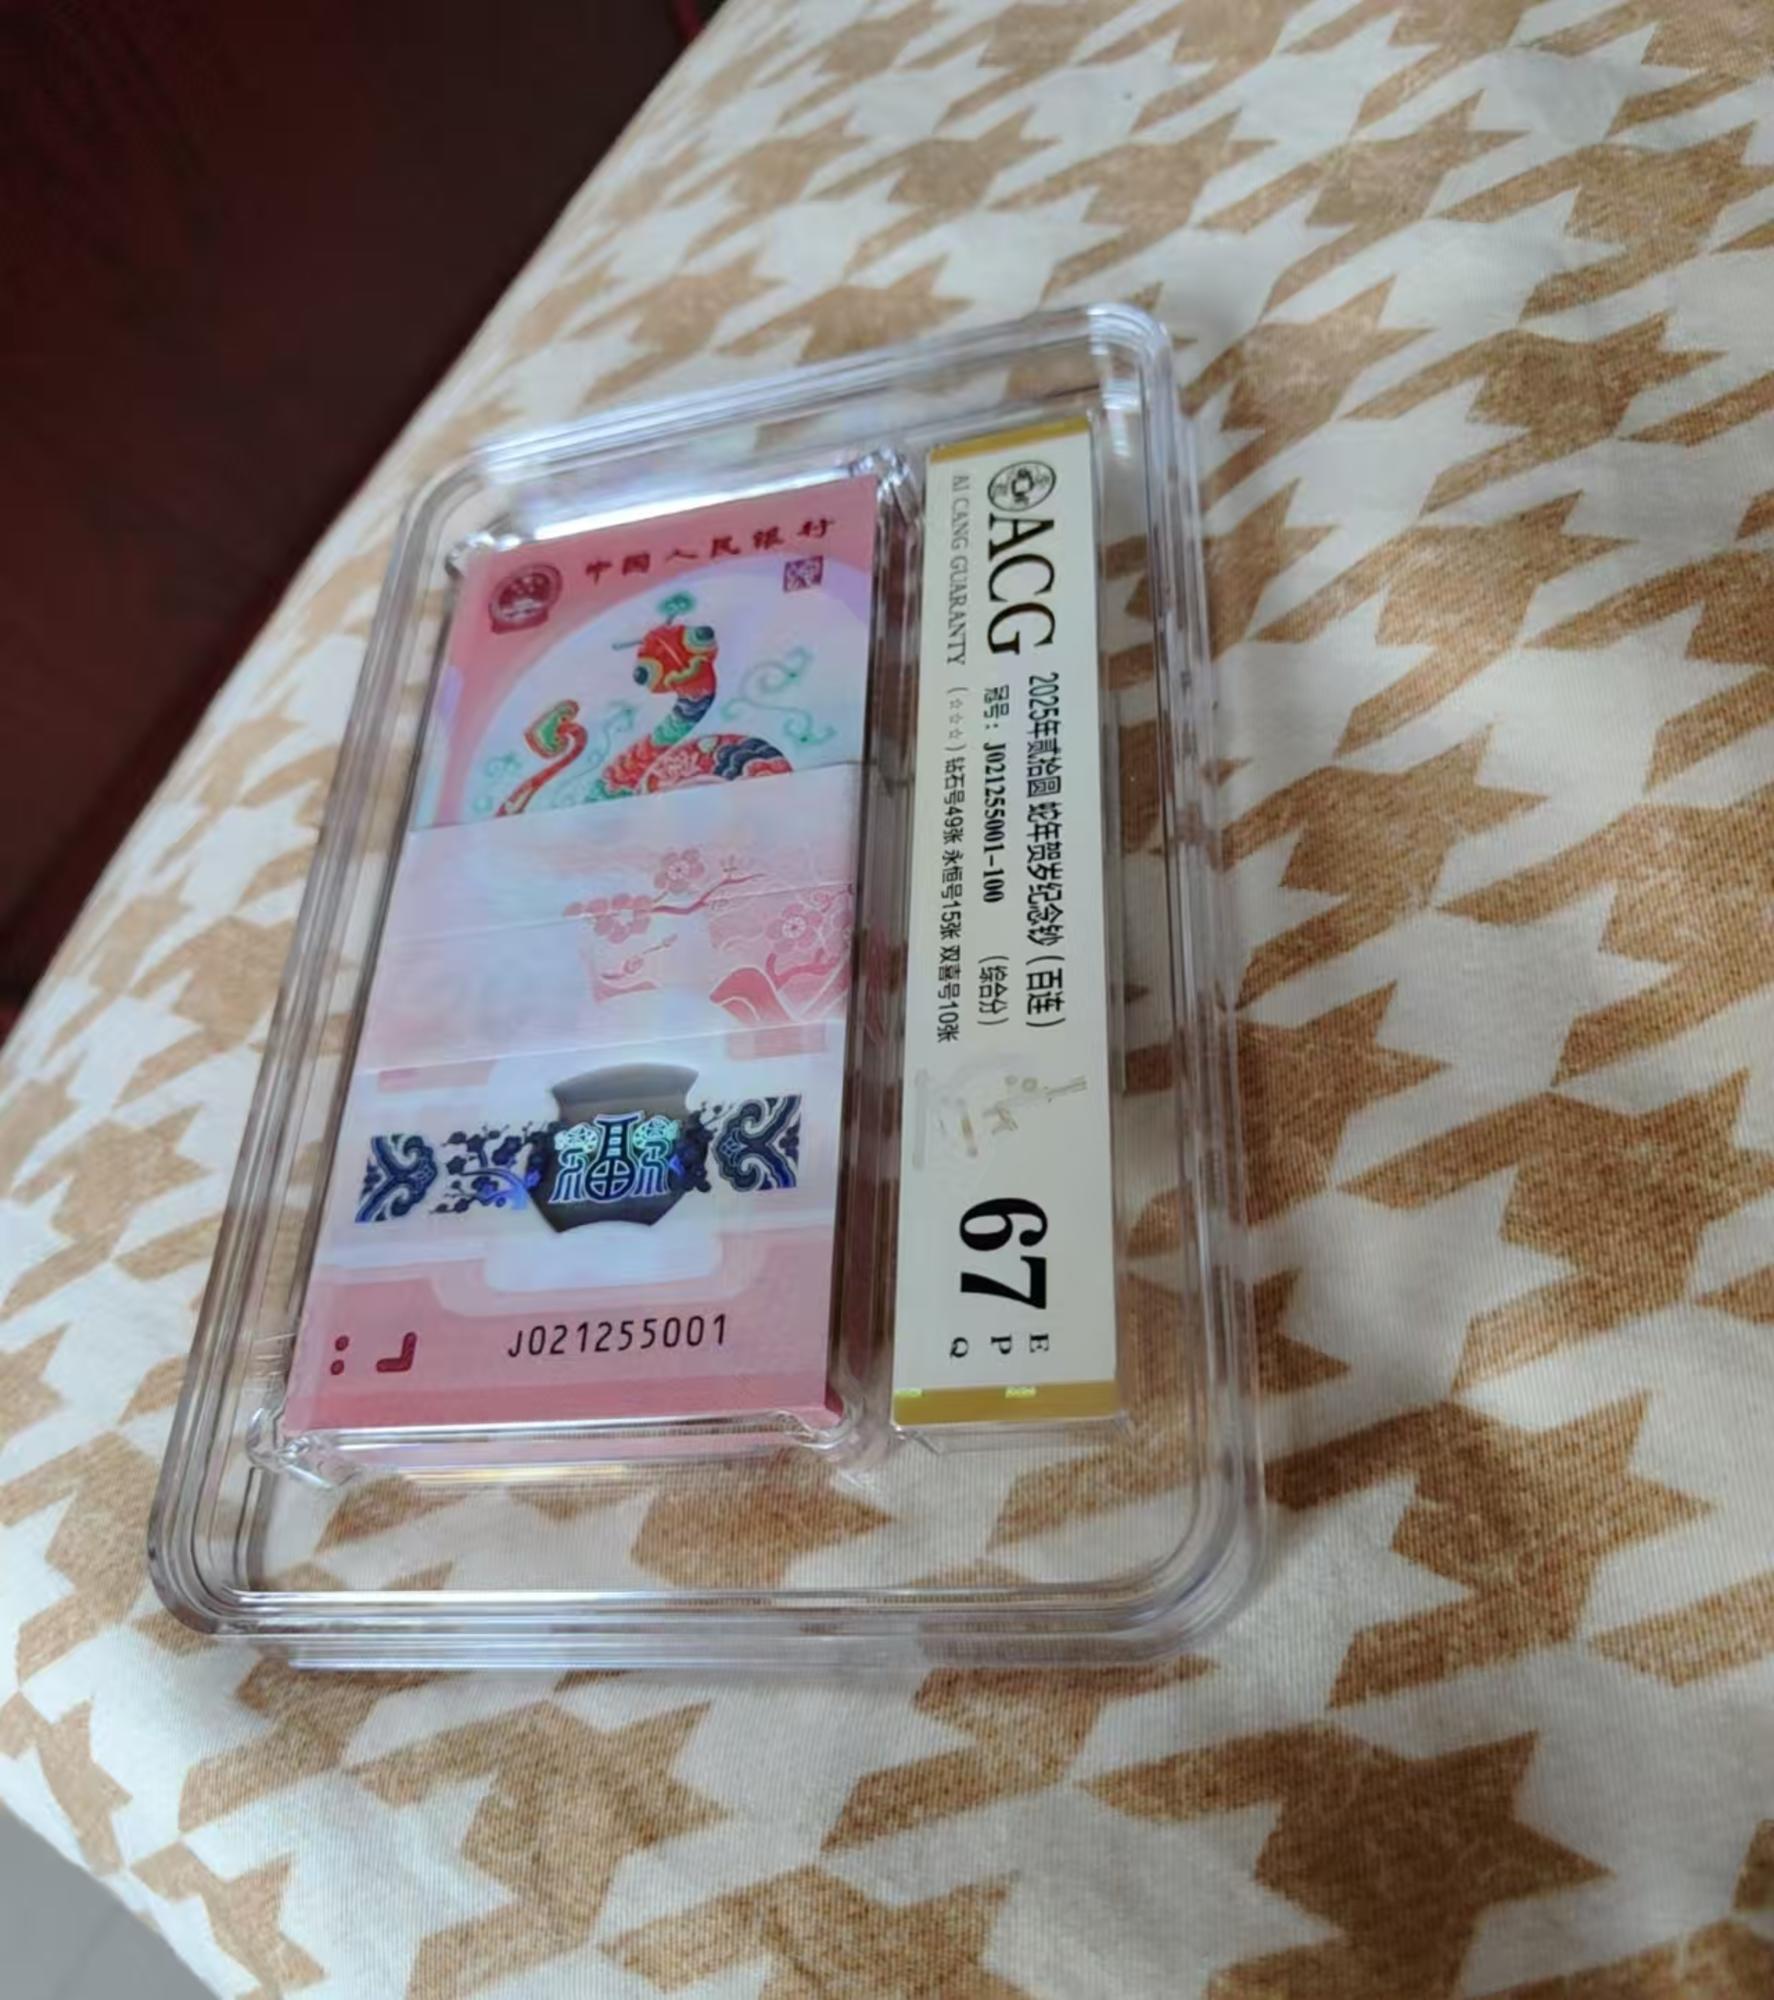 中国人民银行
J021255001
ACG
AI CANG GUARANTY
2025年贰拾圆 蛇年贺岁纪念钞（百连）
冠号：J021255001-100 （综合分）
（☆☆☆）钻石号49张 永恒号15张 双喜号10张
67
E
P
Q